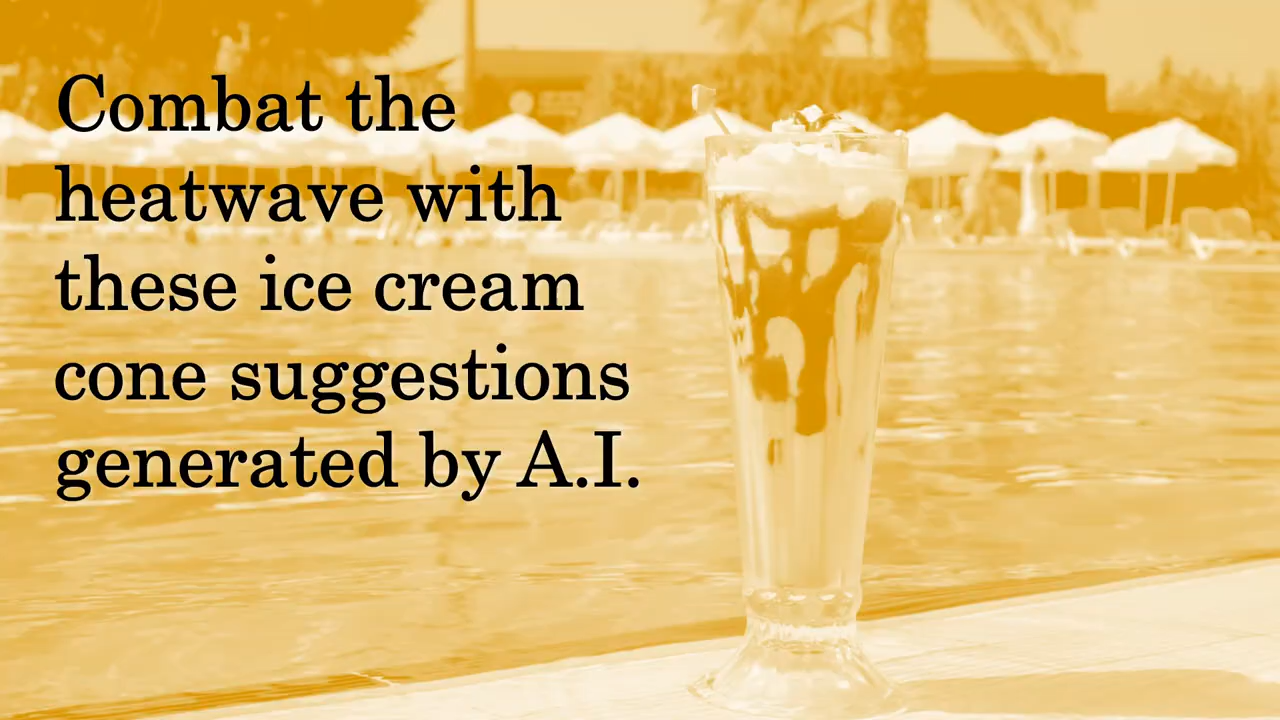 Combat the
heatwave with
these ice cream
cone suggestions
generated by A.I.